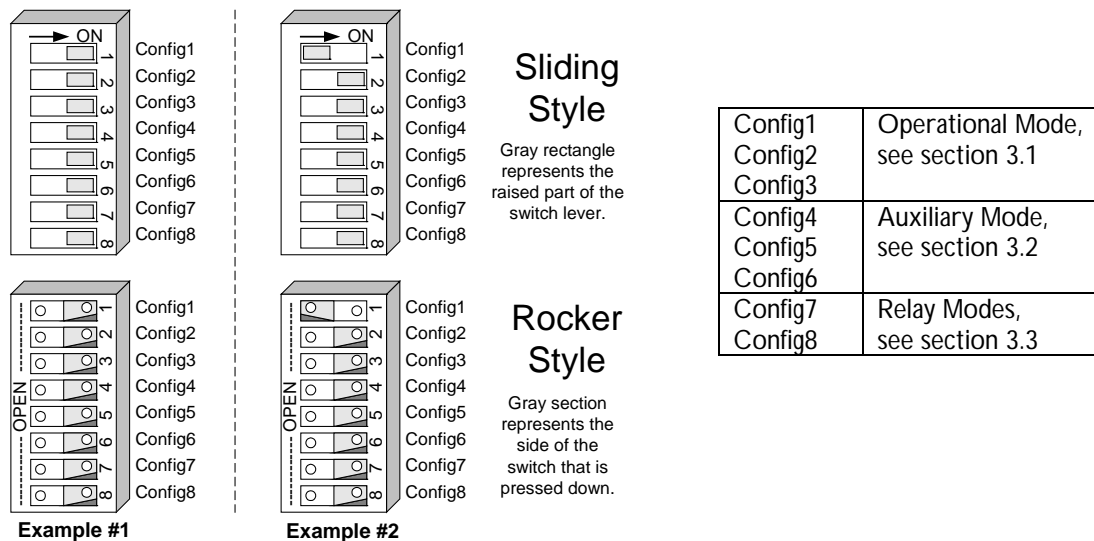 ON
1
2
3
4
5
6
7
8
Config1
Config2
Config3
Config4
Config5
Config6
Config7
Config8
ON
1
2
3
4
5
6
7
8
Config1
Config2
Config3
Config4
Config5
Config6
Config7
Config8
Sliding
Style
Gray rectangle
represents the
raised part of the
switch lever.
OPEN
1
2
3
4
5
6
7
8
Config1
Config2
Config3
Config4
Config5
Config6
Config7
Config8
Example #1
OPEN
1
2
3
4
5
6
7
8
Config1
Config2
Config3
Config4
Config5
Config6
Config7
Config8
Example #2
Rocker
Style
Gray section
represents the
side of the
switch that is
pressed down.
Config1 Operational Mode,
Config2 see section 3.1
Config3
Config4 Auxiliary Mode,
Config5 see section 3.2
Config6
Config7 Relay Modes,
Config8 see section 3.3